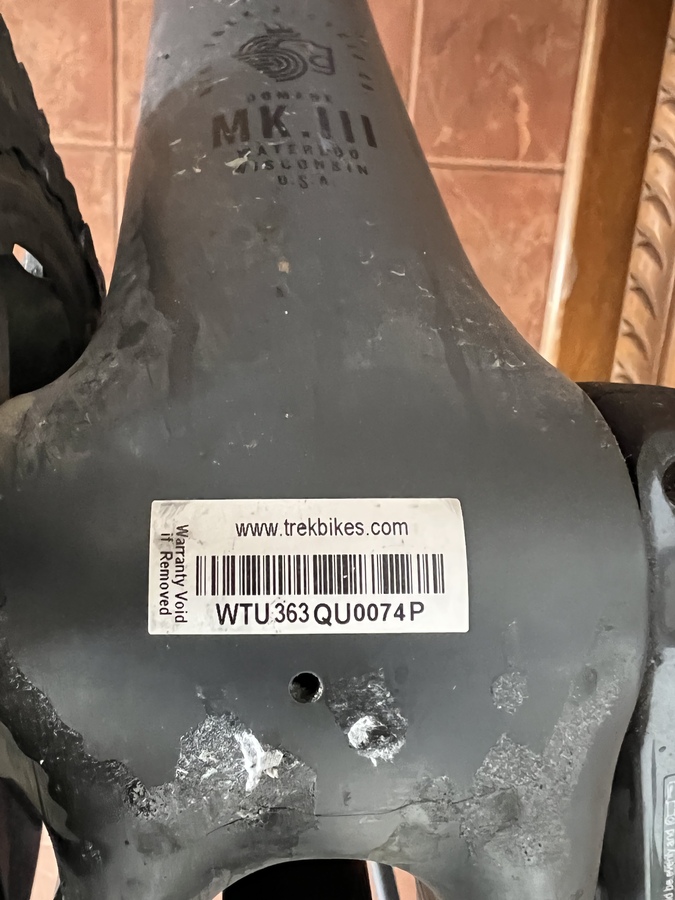 DOMANE
MK.III
WATERLOO
WISCONSIN
U.S.A
www.trekbikes.com
Warranty Void
if Removed
WTU363QU0074P